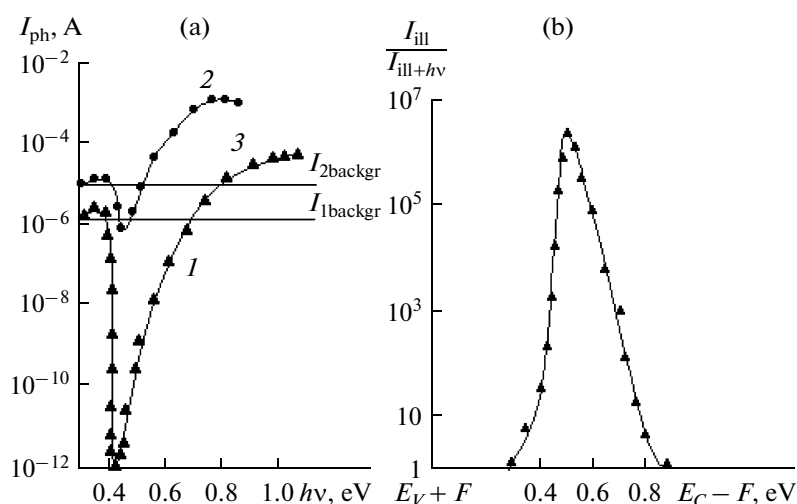 I_ph, A (a)
10^−2
10^−4
10^−6
10^−8
10^−10
10^−12
2
3
1
I_2backgr
I_1backgr
0.4 0.6 0.8 1.0 hν, eV
I_ill
I_ill+hν
(b)
10^7
10^5
10^3
10
1
E_V + F 0.4 0.6 0.8 E_C − F, eV